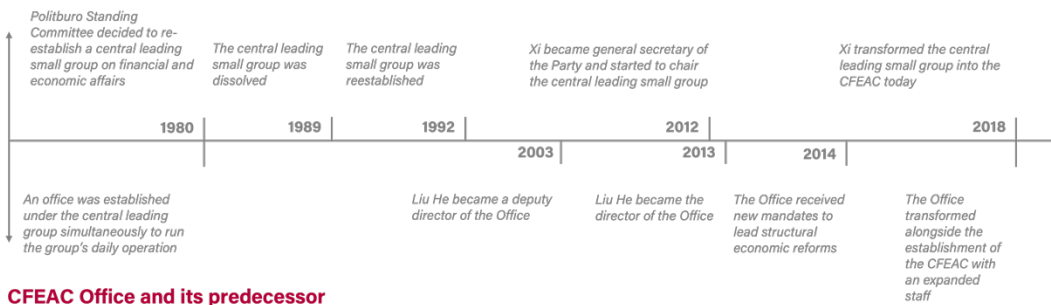 Politburo Standing
Committee decided to re-
establish a central leading
small group on financial and
economic affairs
The central leading
small group was
dissolved
The central leading
small group was
reestablished
Xi became general secretary of
the Party and started to chair
the central leading small group
Xi transformed the central
leading small group into the
CFEAC today
1980
1989
1992
2012
2018
2003
2013
2014
An office was established
under the central leading
group simultaneously to run
the group's daily operation
Liu He became a deputy
director of the Office
Liu He became the
director of the Office
The Office received
new mandates to
lead structural
economic reforms
The Office
transformed
alongside the
establishment of
the CFEAC with
an expanded
staff
CFEAC Office and its predecessor